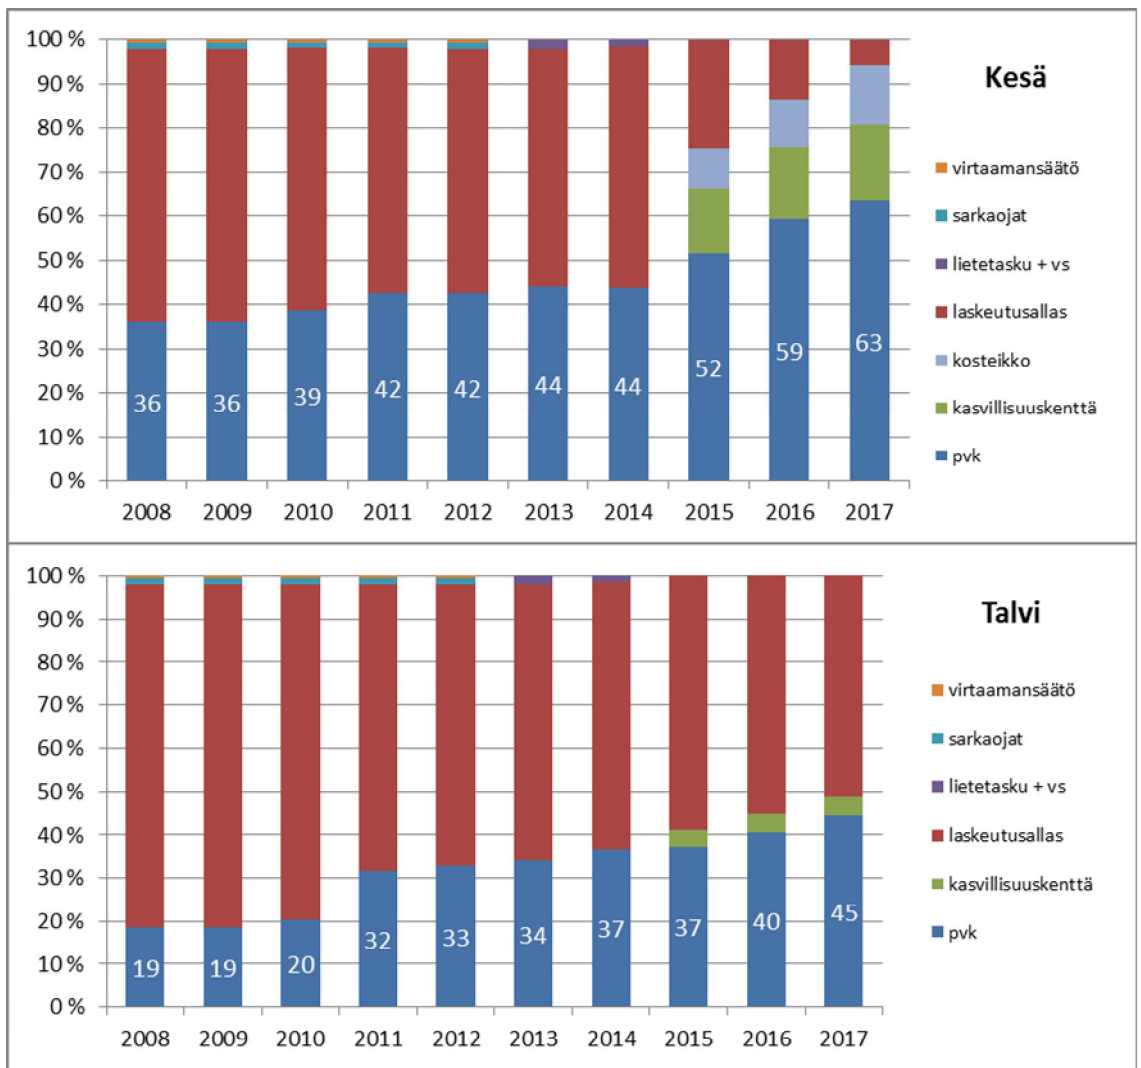 100 %
90 %
80 %
70 %
60 %
50 %
40 %
30 %
20 %
10 %
0 %
36 36 39 42 42 44 44 52 59 63
2008 2009 2010 2011 2012 2013 2014 2015 2016 2017
Kesä
virtaamansäätö
sarkaojat
lietetasku + vs
laskeutusallas
kosteikko
kasvillisuuskenttä
pvk
100 %
90 %
80 %
70 %
60 %
50 %
40 %
30 %
20 %
10 %
0 %
19 19 20 32 33 34 37 37 40 45
2008 2009 2010 2011 2012 2013 2014 2015 2016 2017
Talvi
virtaamansäätö
sarkaojat
lietetasku + vs
laskeutusallas
kasvillisuuskenttä
pvk